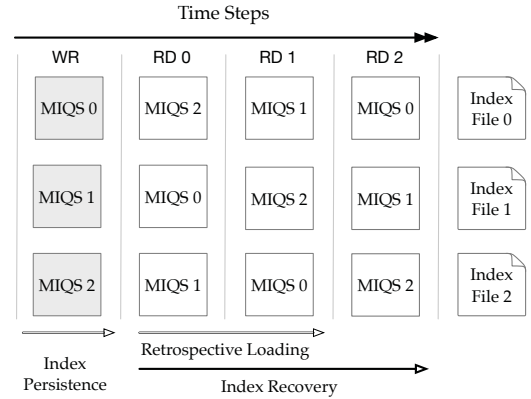 Time Steps
WR RD 0 RD 1 RD 2
MIQS 0 MIQS 2 MIQS 1 MIQS 0 Index File 0
MIQS 1 MIQS 0 MIQS 2 MIQS 1 Index File 1
MIQS 2 MIQS 1 MIQS 0 MIQS 2 Index File 2
Retrospective Loading
Index
Persistence
Index Recovery